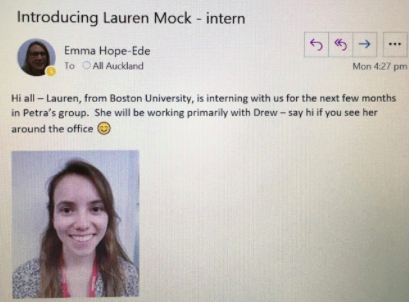 Introducing Lauren Mock - intern
Emma Hope-Ede
To All Auckland
Mon 4:27 pm
Hi all – Lauren, from Boston University, is interning with us for the next few months
in Petra's group. She will be working primarily with Drew – say hi if you see her
around the office